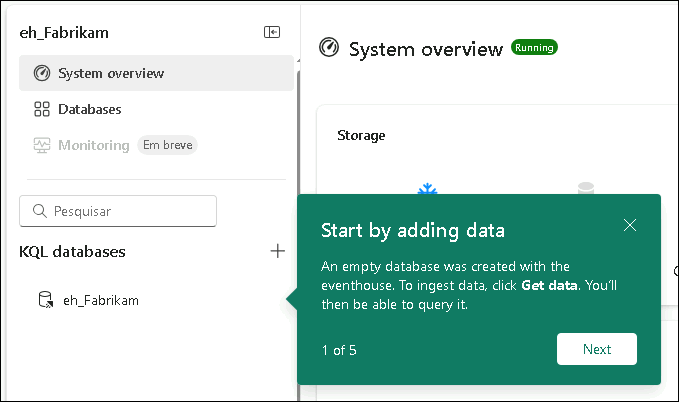 eh_Fabrikam
System overview
Databases
Monitoring Em breve
Pesquisar
KQL databases
eh_Fabrikam
System overview Running
Storage
Start by adding data
An empty database was created with the
eventhouse. To ingest data, click Get data. You'll
then be able to query it.
1 of 5
Next